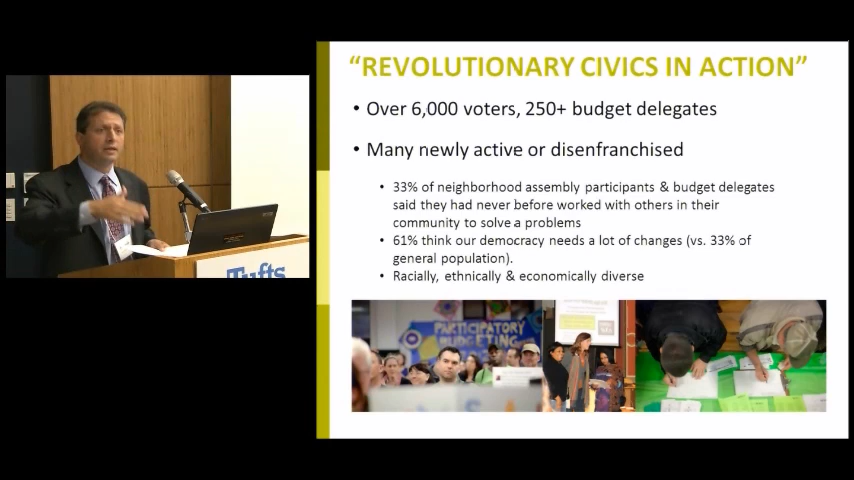 "REVOLUTIONARY CIVICS IN ACTION"
• Over 6,000 voters, 250+ budget delegates
• Many newly active or disenfranchised
• 33% of neighborhood assembly participants & budget delegates
said they had never before worked with others in their
community to solve a problems
• 61% think our democracy needs a lot of changes (vs. 33% of
general population).
• Racially, ethnically & economically diverse
Tufts
PARTICIPATORY
BUDGETING